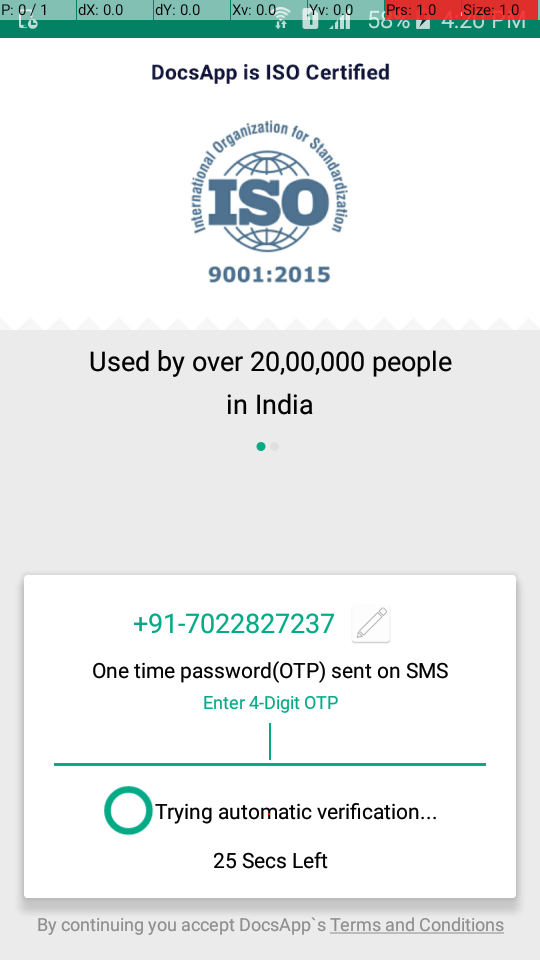 P: 0 / 1 dX: 0.0 dY: 0.0 Xv: 0.0 Yv: 0.0 Prs: 1.0 Size: 1.0
58% 4:20 PM
DocsApp is ISO Certified
International Organization for Standardization
ISO
9001:2015
Used by over 20,00,000 people
in India
+91-7022827237
One time password(OTP) sent on SMS
Enter 4-Digit OTP
Trying automatic verification...
25 Secs Left
By continuing you accept DocsApp`s Terms and Conditions